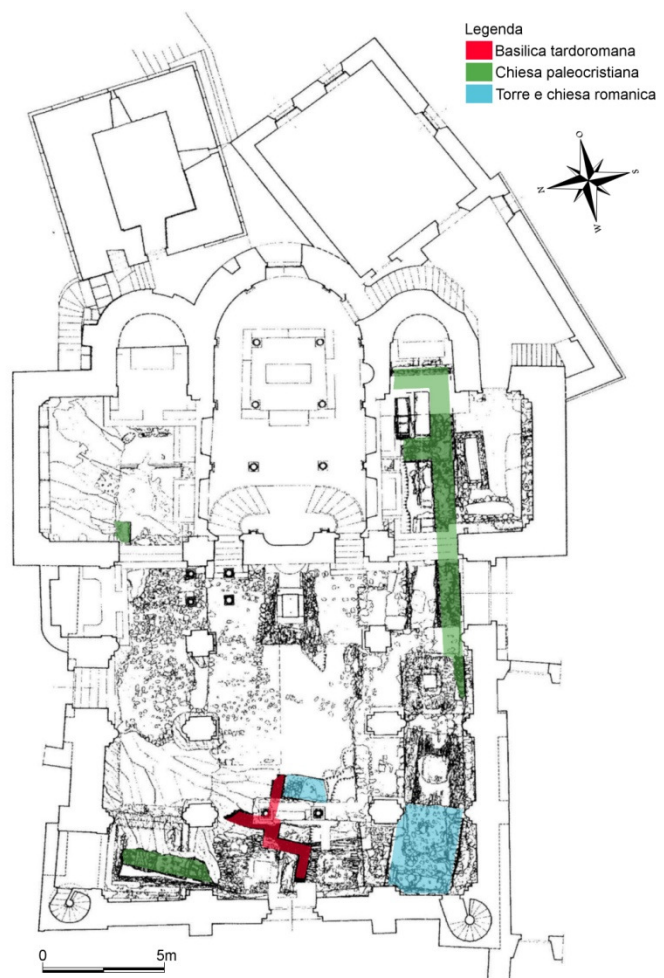 Legenda
Basilica tardoromana
Chiesa paleocristiana
Torre e chiesa romanica
O
N
S
W
0 5m